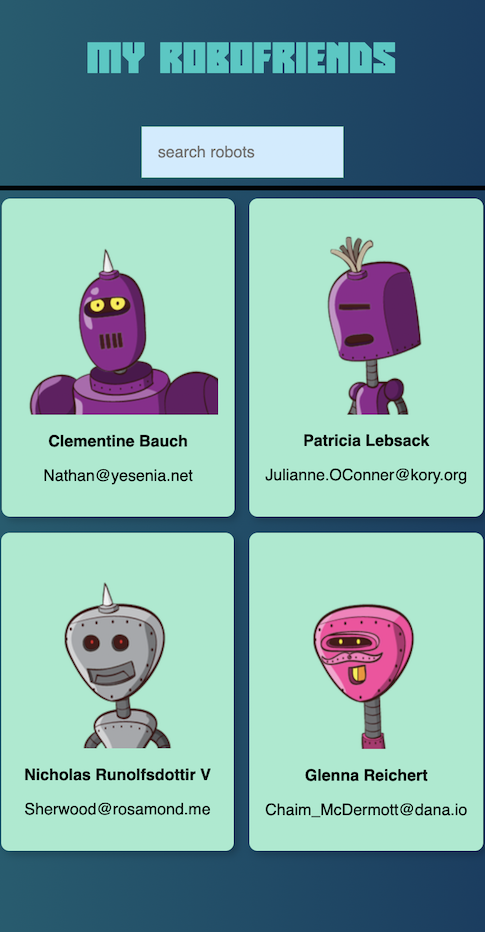 MY ROBOFRIENDS
search robots
Clementine Bauch
Nathan@yesenia.net
Patricia Lebsack
Julianne.OConner@kory.org
Nicholas Runolfsdottir V
Sherwood@rosamond.me
Glenna Reichert
Chaim_McDermott@dana.io